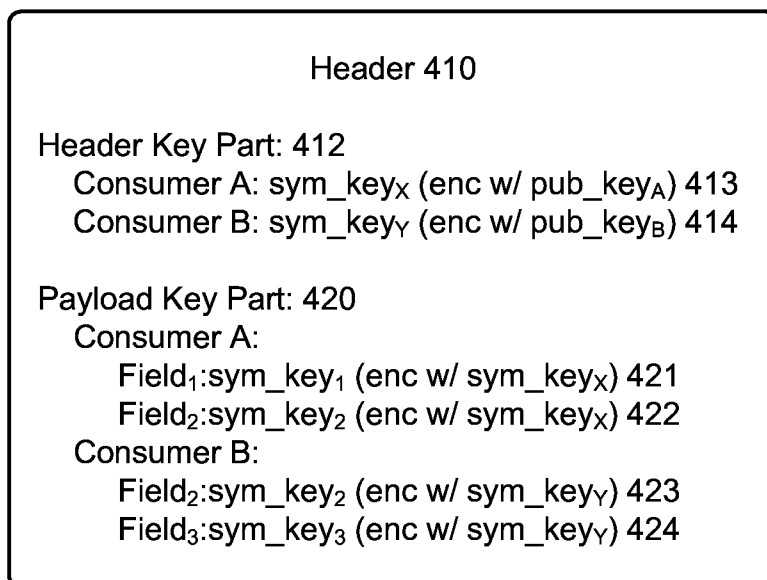 Header 410
Header Key Part: 412
Consumer A: sym_keyX (enc w/ pub_keyA) 413
Consumer B: sym_keyY (enc w/ pub_keyB) 414
Payload Key Part: 420
Consumer A:
Field1:sym_key1 (enc w/ sym_keyX) 421
Field2:sym_key2 (enc w/ sym_keyX) 422
Consumer B:
Field2:sym_key2 (enc w/ sym_keyY) 423
Field3:sym_key3 (enc w/ sym_keyY) 424